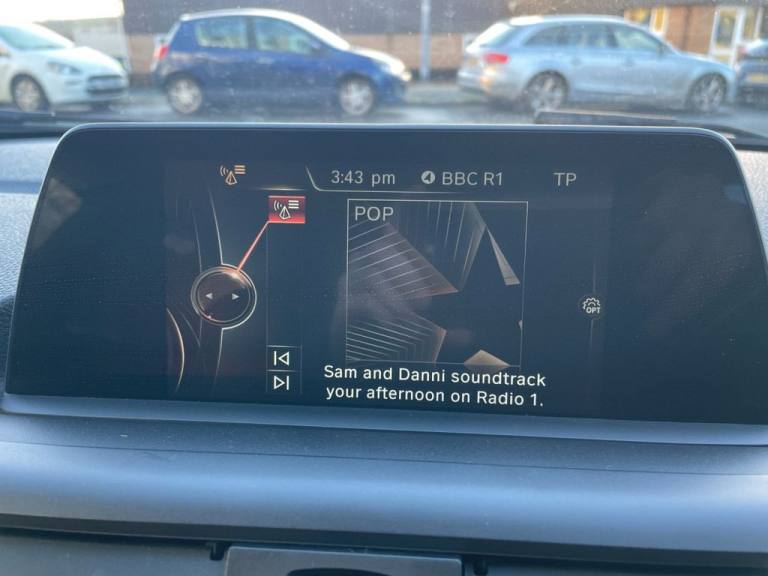 3:43 pm BBC R1 TP
POP
OPT
Sam and Danni soundtrack
your afternoon on Radio 1.